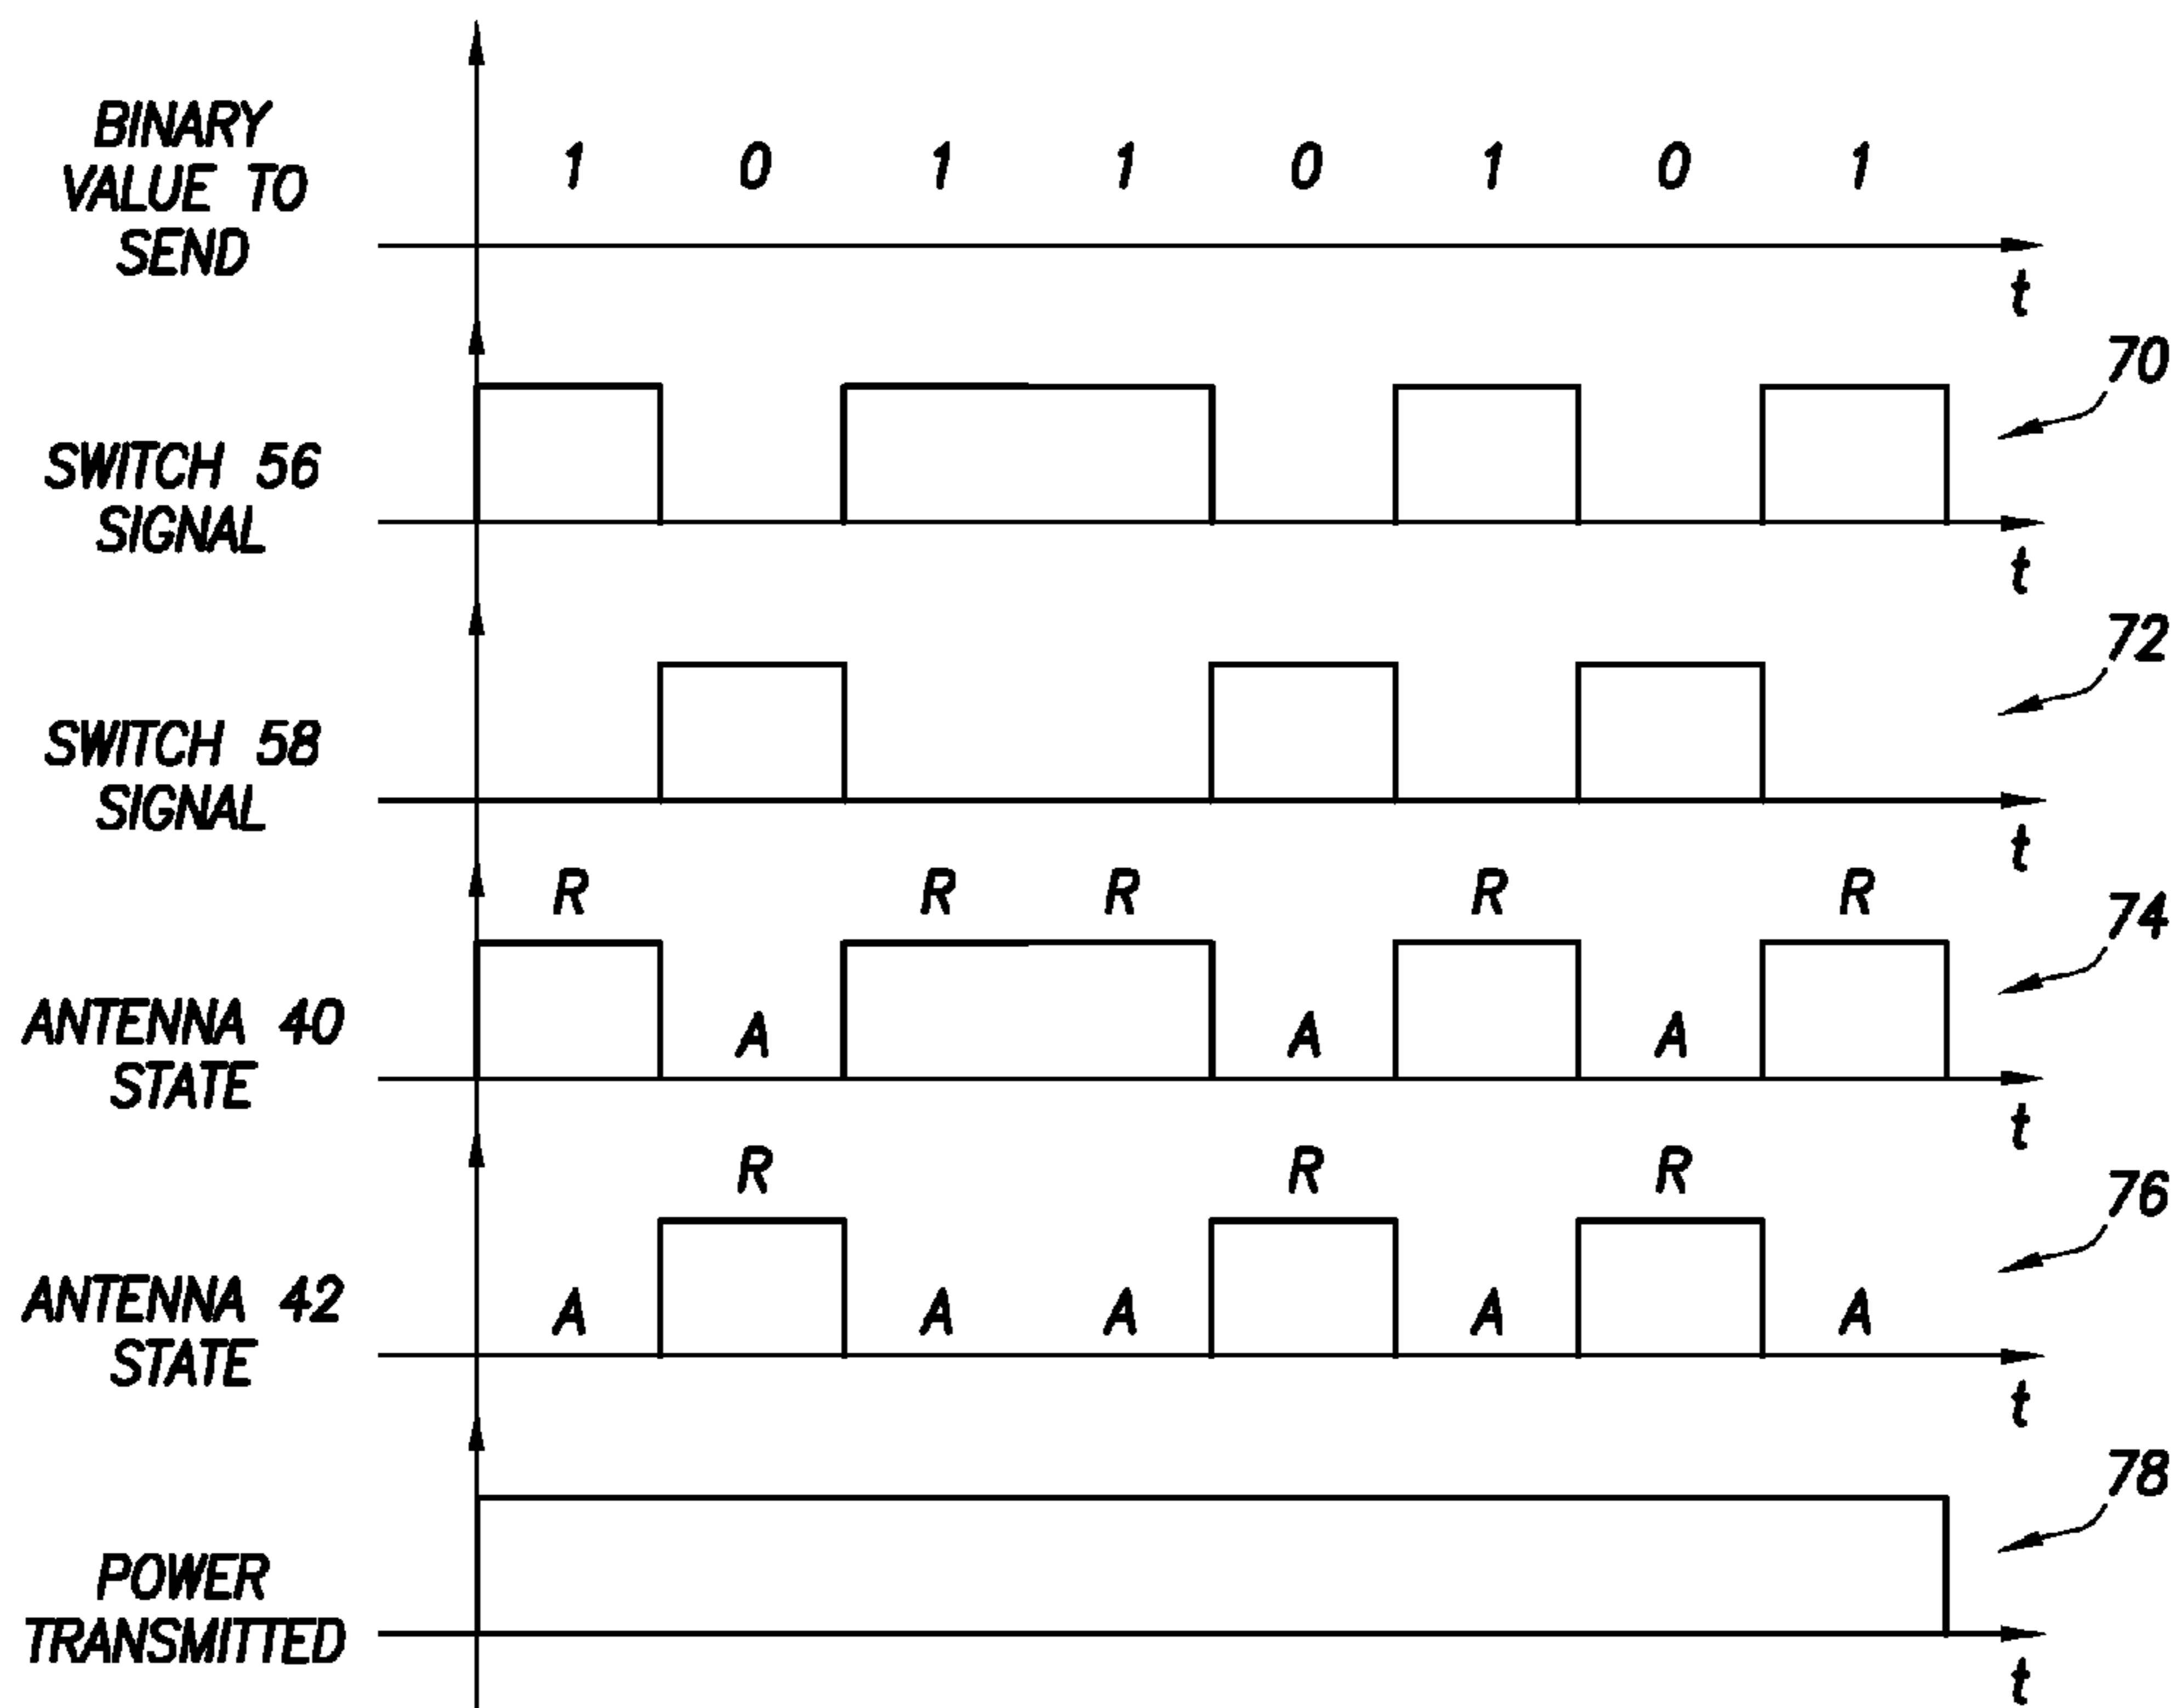 BINARY
VALUE TO
SEND
1 0 1 1 0 1 0 1
t
70
SWITCH 56
SIGNAL
t
72
SWITCH 58
SIGNAL
t
R R R R R
74
ANTENNA 40
STATE
A A A
t
R R R
76
ANTENNA 42
STATE
A A A A A
t
78
POWER
TRANSMITTED
t